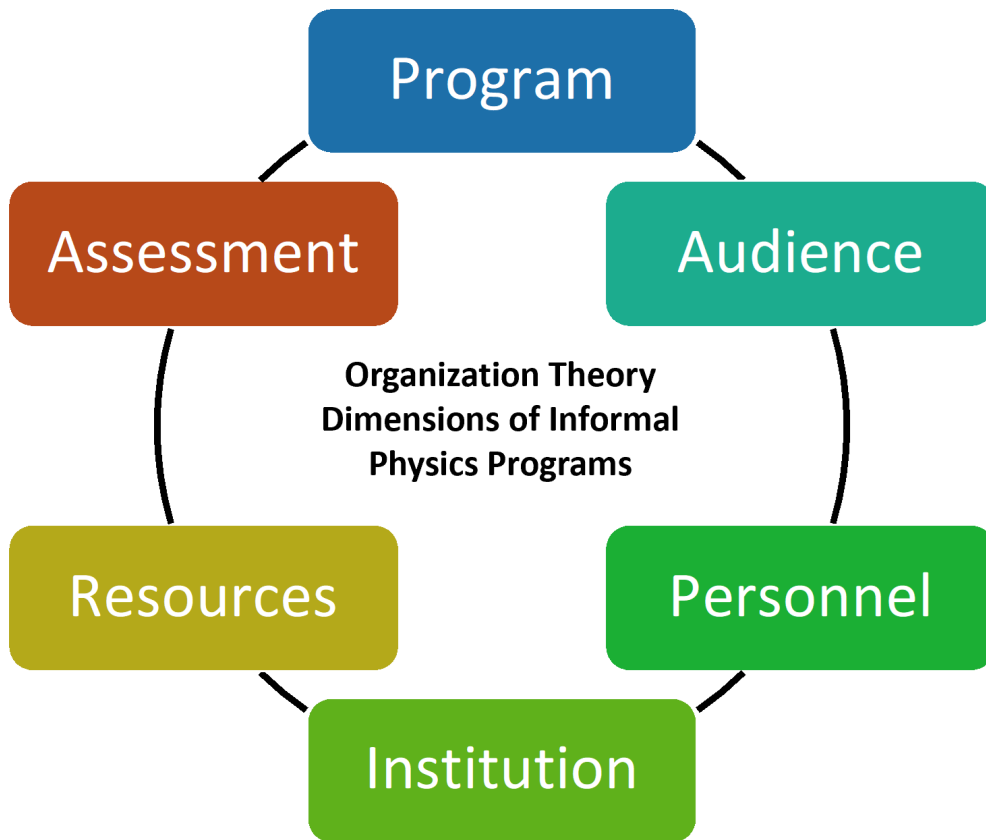 Program
Assessment
Audience
Organization Theory
Dimensions of Informal
Physics Programs
Resources
Personnel
Institution